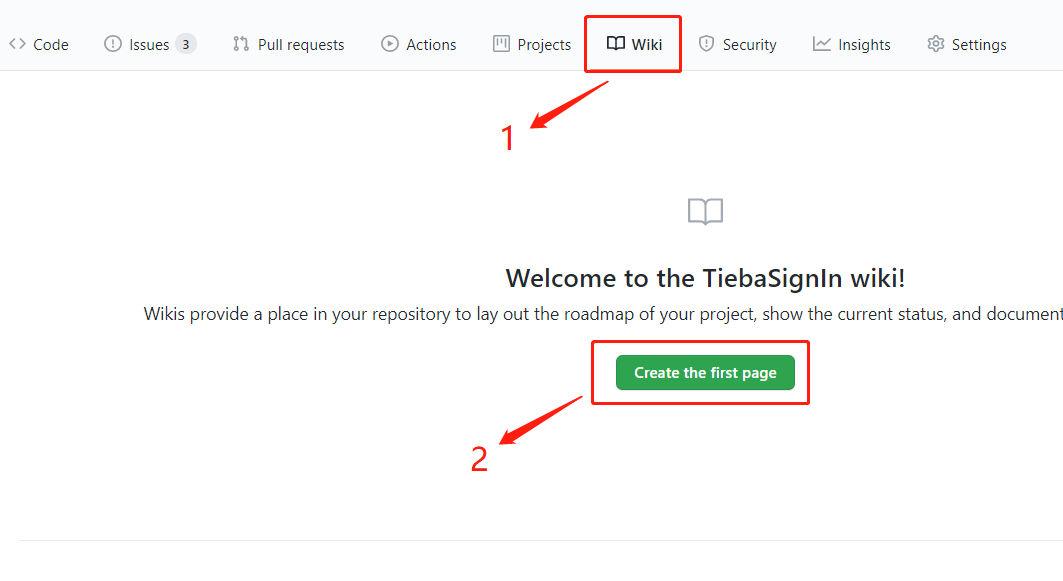 Code Issues 3 Pull requests Actions Projects Wiki Security Insights Settings
1
Welcome to the TiebaSignIn wiki!
Wikis provide a place in your repository to lay out the roadmap of your project, show the current status, and document
Create the first page
2